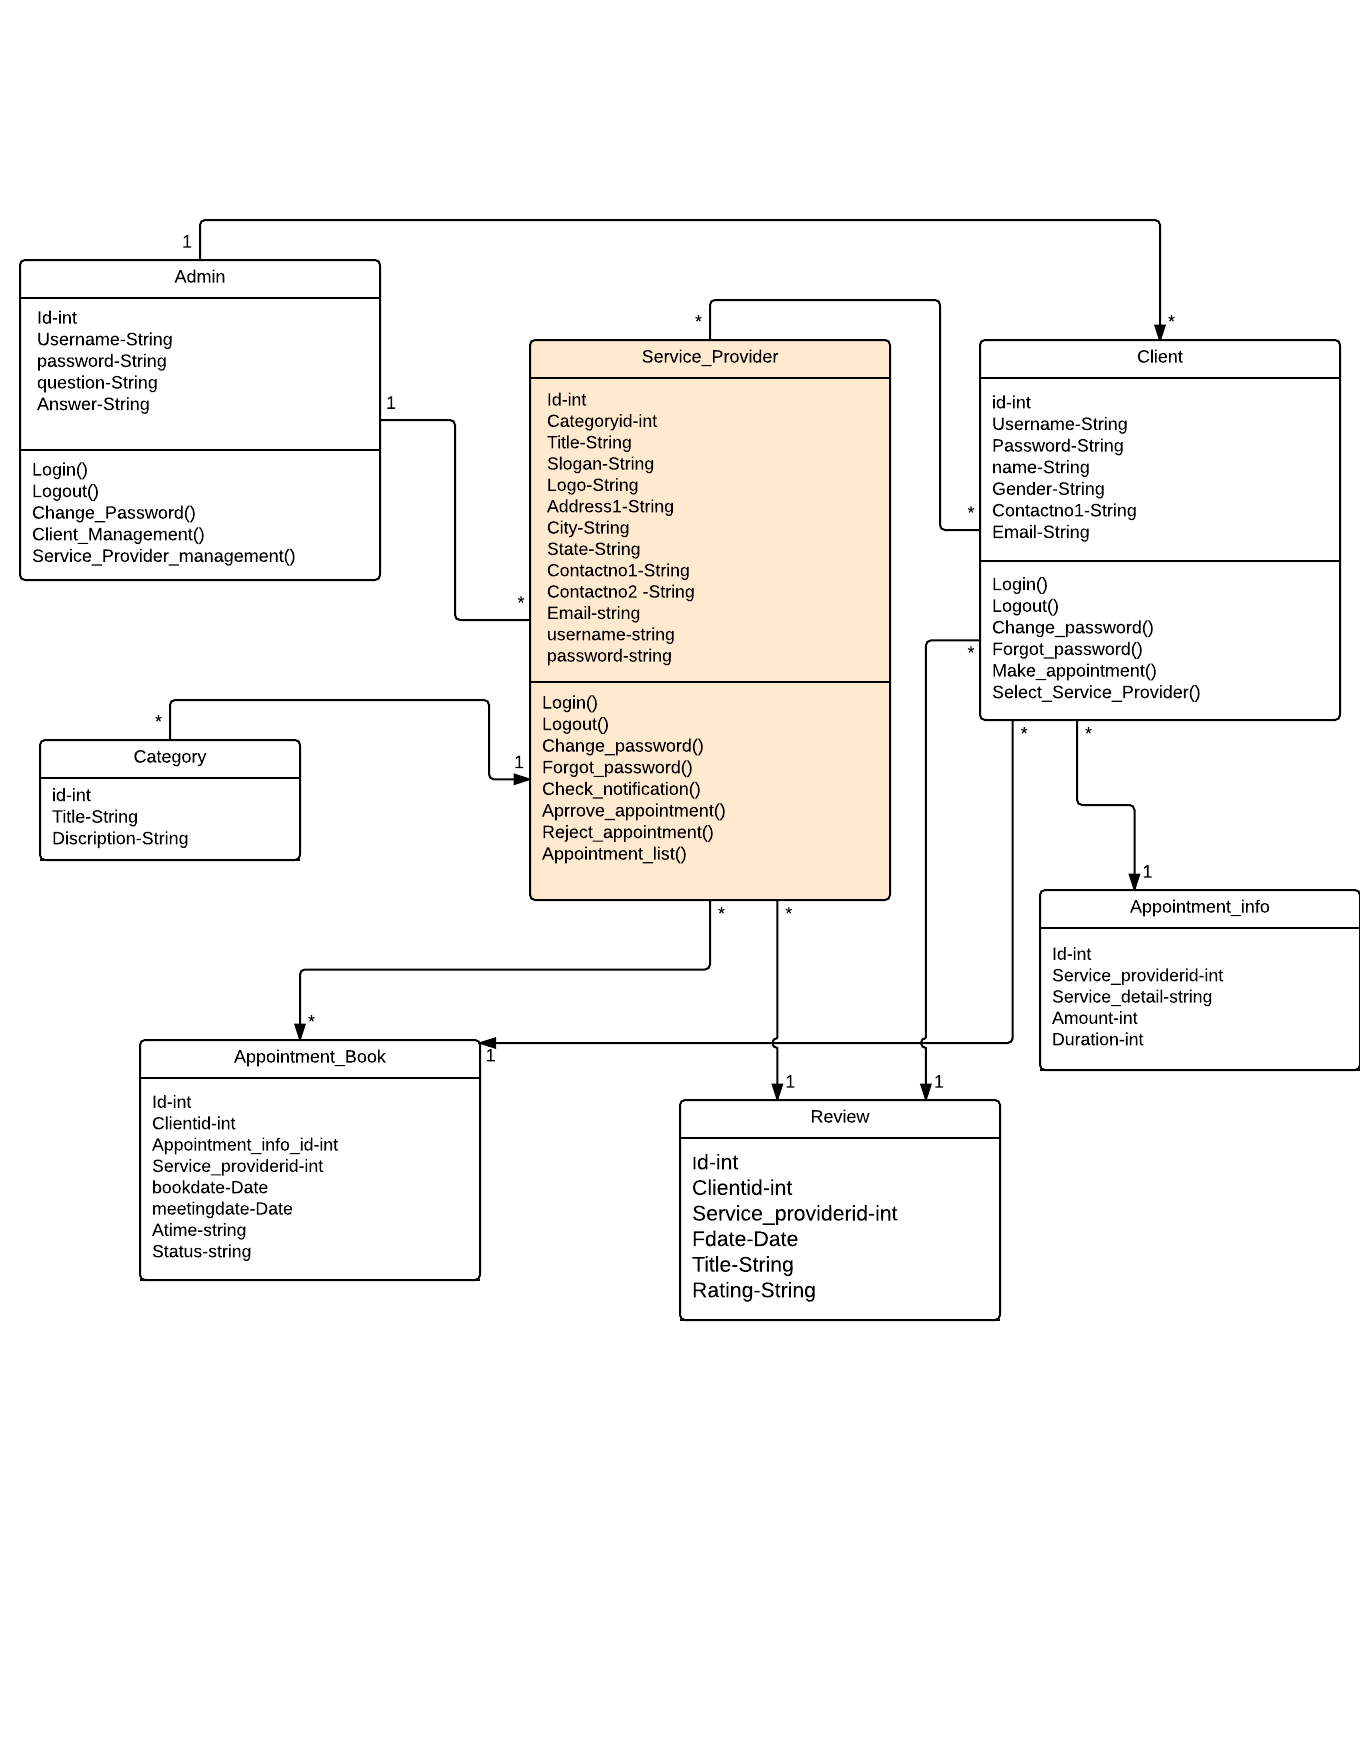 1
Admin
Id-int
Username-String
password-String
question-String
Answer-String
Login()
Logout()
Change_Password()
Client_Management()
Service_Provider_management()
1
*
*
Service_Provider
Id-int
Categoryid-int
Title-String
Slogan-String
Logo-String
Address1-String
City-String
State-String
Contactno1-String
Contactno2 -String
Email-string
username-string
password-string
Login()
Logout()
Change_password()
Forgot_password()
Check_notification()
Aprrove_appointment()
Reject_appointment()
Appointment_list()
*
*
Client
id-int
Username-String
Password-String
name-String
Gender-String
Contactno1-String
Email-String
Login()
Logout()
Change_password()
Forgot_password()
Make_appointment()
Select_Service_Provider()
*
*
*
*
Category
id-int
Title-String
Discription-String
1
*
*
1
Appointment_info
Id-int
Service_providerid-int
Service_detail-string
Amount-int
Duration-int
*
1
Appointment_Book
Id-int
Clientid-int
Appointment_info_id-int
Service_providerid-int
bookdate-Date
meetingdate-Date
Atime-string
Status-string
1
1
Review
Id-int
Clientid-int
Service_providerid-int
Fdate-Date
Title-String
Rating-String